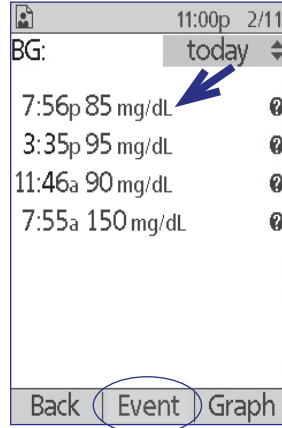 11:00p 2/11
BG: today
7:56p 85 mg/dL
3:35p 95 mg/dL
11:46a 90 mg/dL
7:55a 150 mg/dL
Back Event Graph